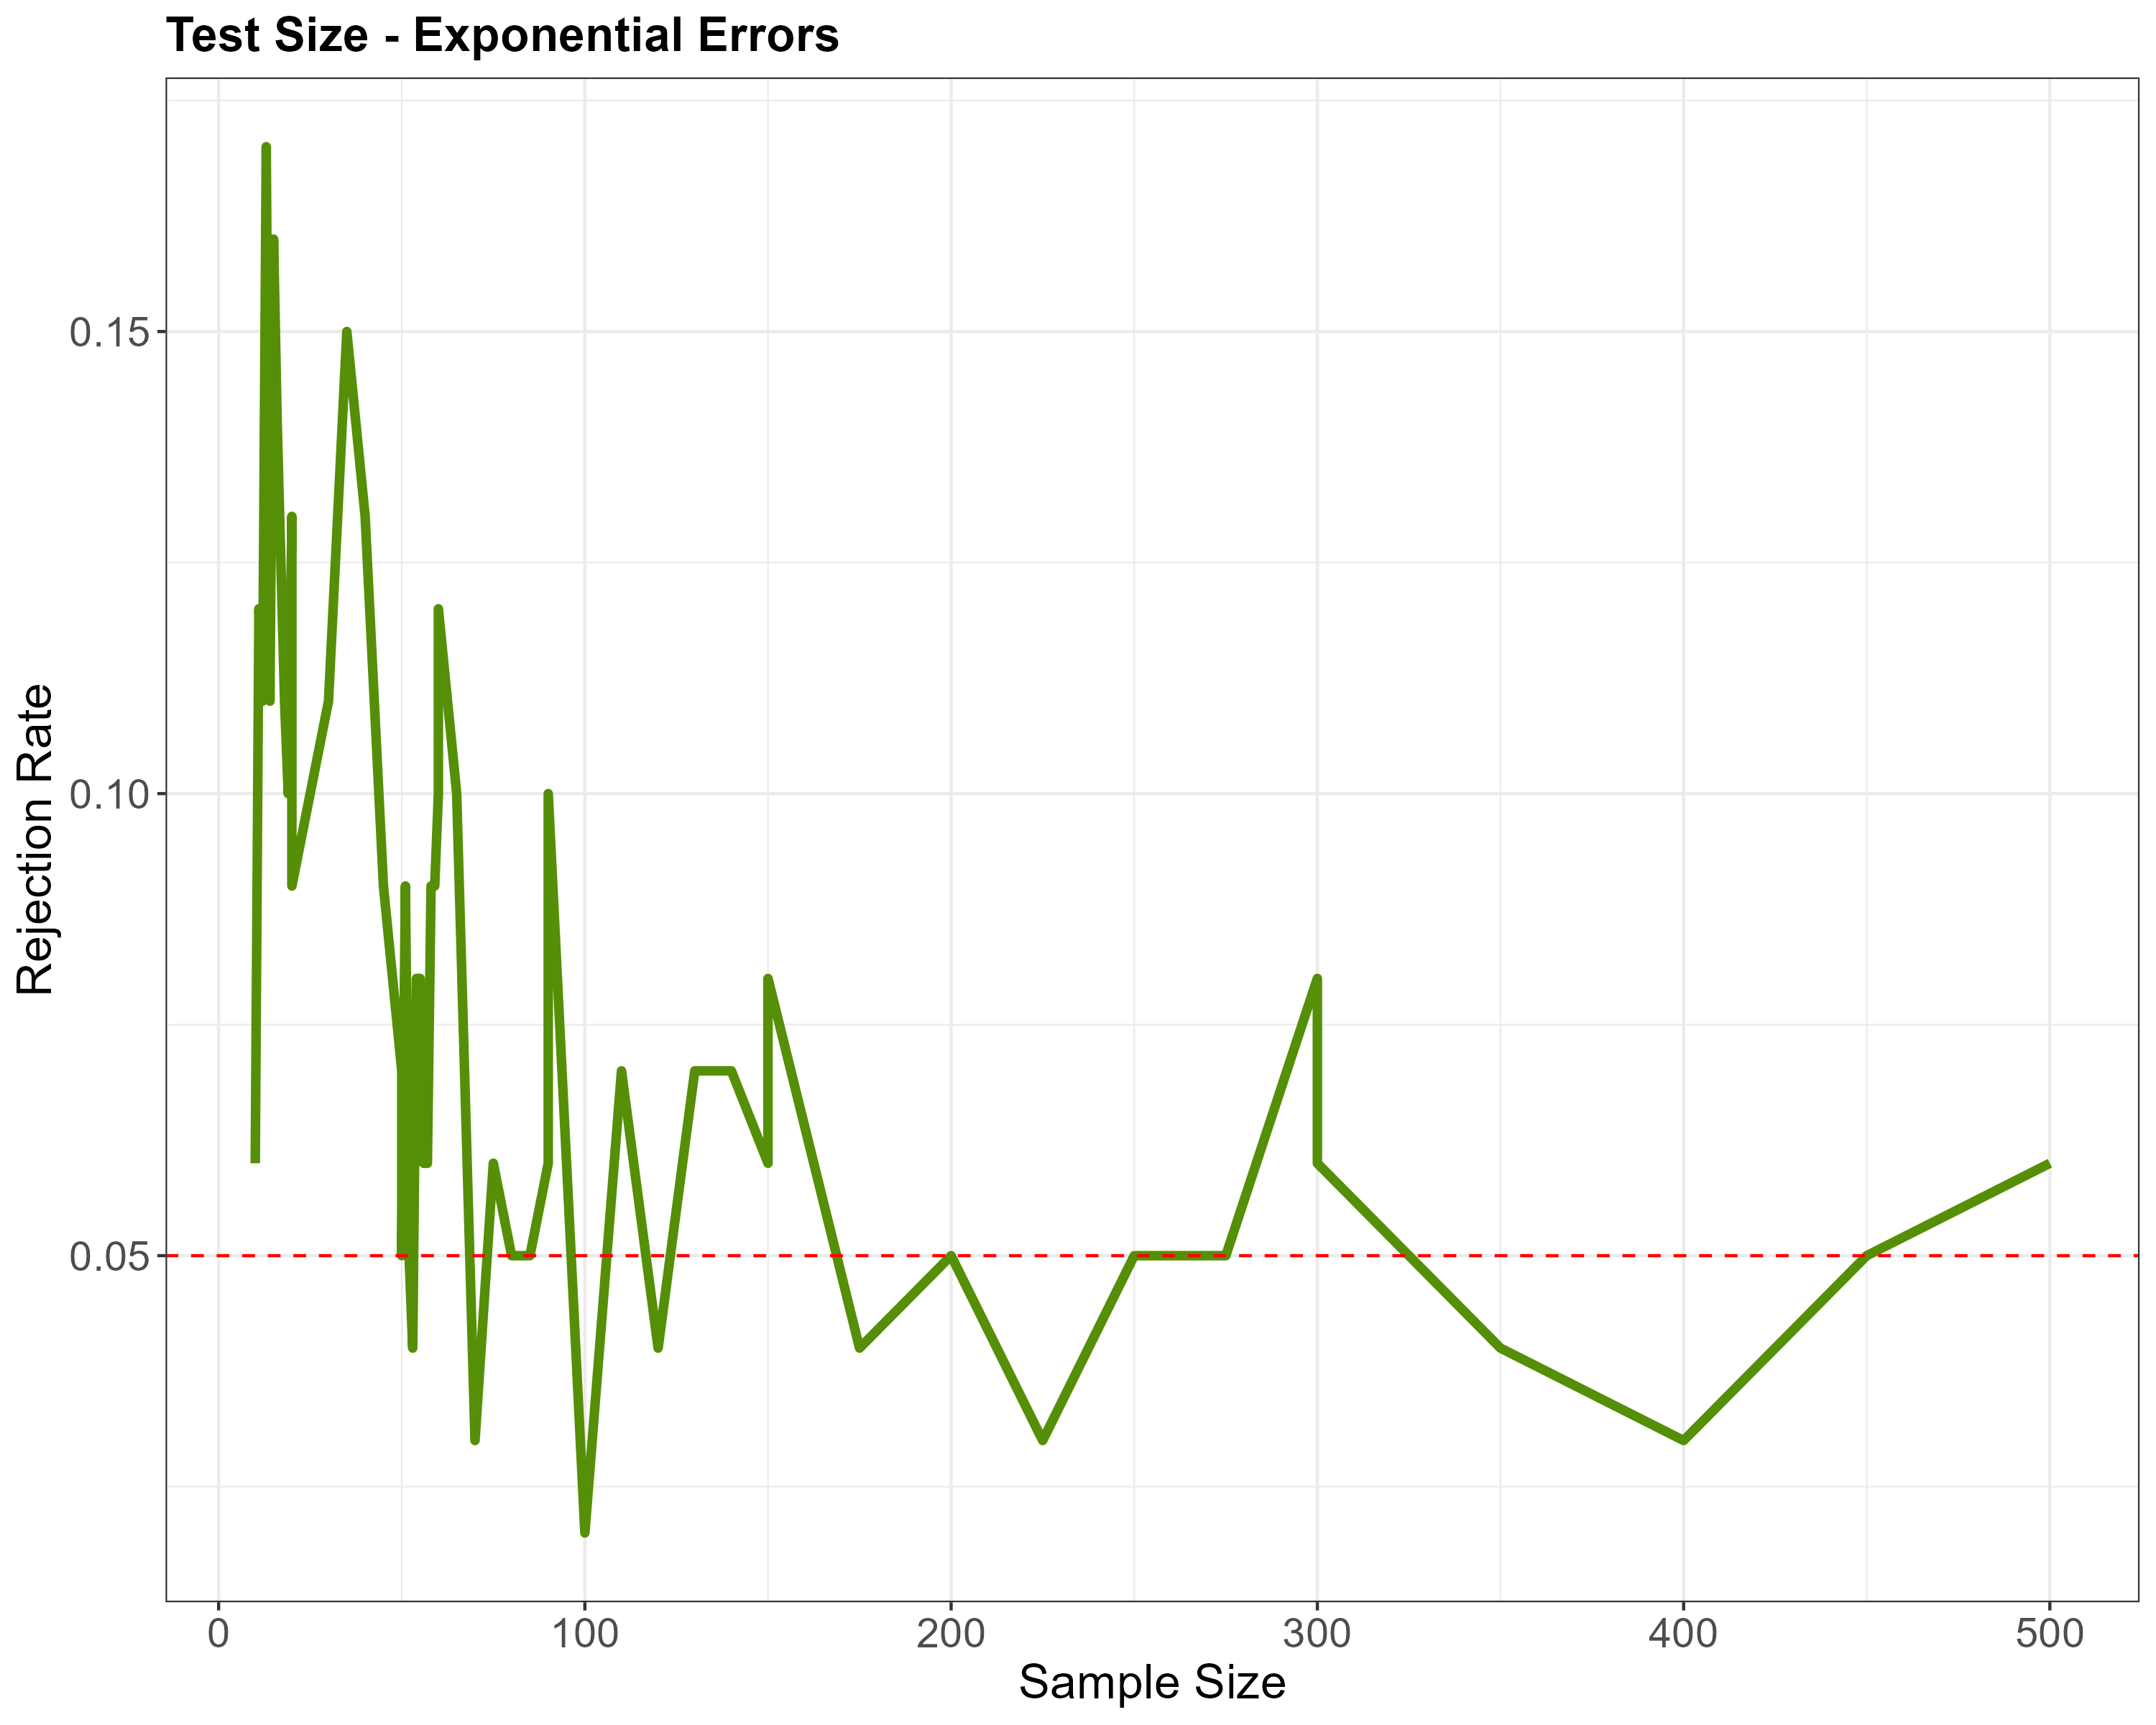 Test Size - Exponential Errors
Rejection Rate
0.15
0.10
0.05
0 100 200 300 400 500
Sample Size